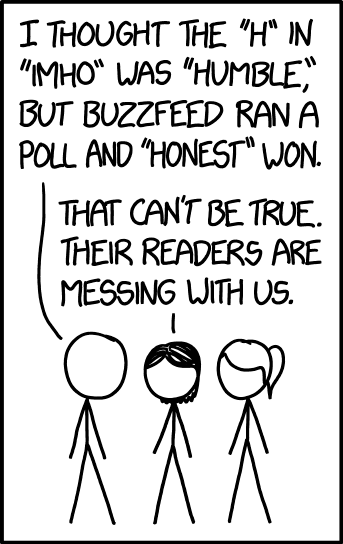 I THOUGHT THE "H" IN
"IMHO" WAS "HUMBLE,"
BUT BUZZFEED RAN A
POLL AND "HONEST" WON.
THAT CAN'T BE TRUE.
THEIR READERS ARE
MESSING WITH US.